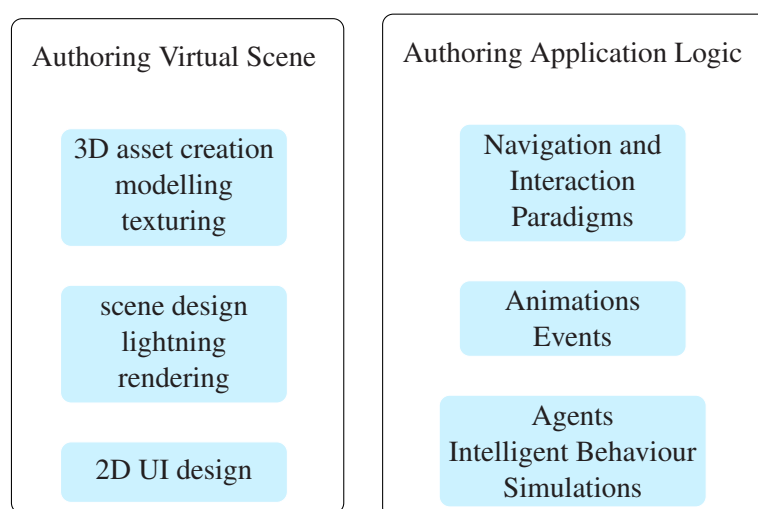 Authoring Virtual Scene
3D asset creation
modelling
texturing
scene design
lightning
rendering
2D UI design
Authoring Application Logic
Navigation and
Interaction
Paradigms
Animations
Events
Agents
Intelligent Behaviour
Simulations